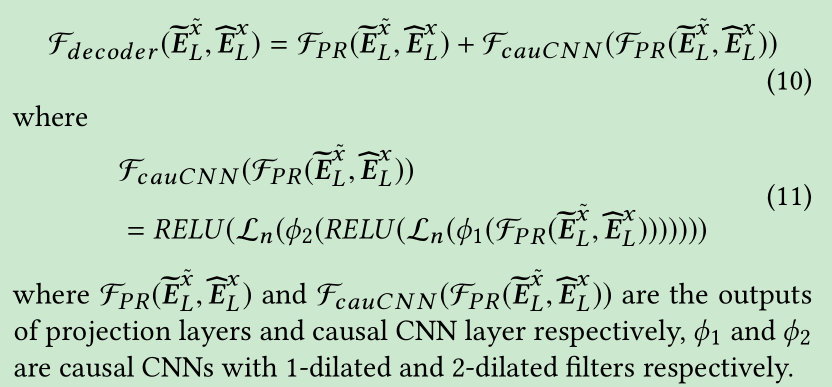 ℱ_{decoder}(Ẽ_L^{x̃}, Ê_L^x) = ℱ_{PR}(Ẽ_L^{x̃}, Ê_L^x) + ℱ_{cauCNN}(ℱ_{PR}(Ẽ_L^{x̃}, Ê_L^x))
(10)
where
ℱ_{cauCNN}(ℱ_{PR}(Ẽ_L^{x̃}, Ê_L^x))
(11)
= RELU(ℒ_n(ϕ_2(RELU(ℒ_n(ϕ_1(ℱ_{PR}(Ẽ_L^{x̃}, Ê_L^x)))))))
where ℱ_{PR}(Ẽ_L^{x̃}, Ê_L^x) and ℱ_{cauCNN}(ℱ_{PR}(Ẽ_L^{x̃}, Ê_L^x)) are the outputs
of projection layers and causal CNN layer respectively, ϕ_1 and ϕ_2
are causal CNNs with 1-dilated and 2-dilated filters respectively.